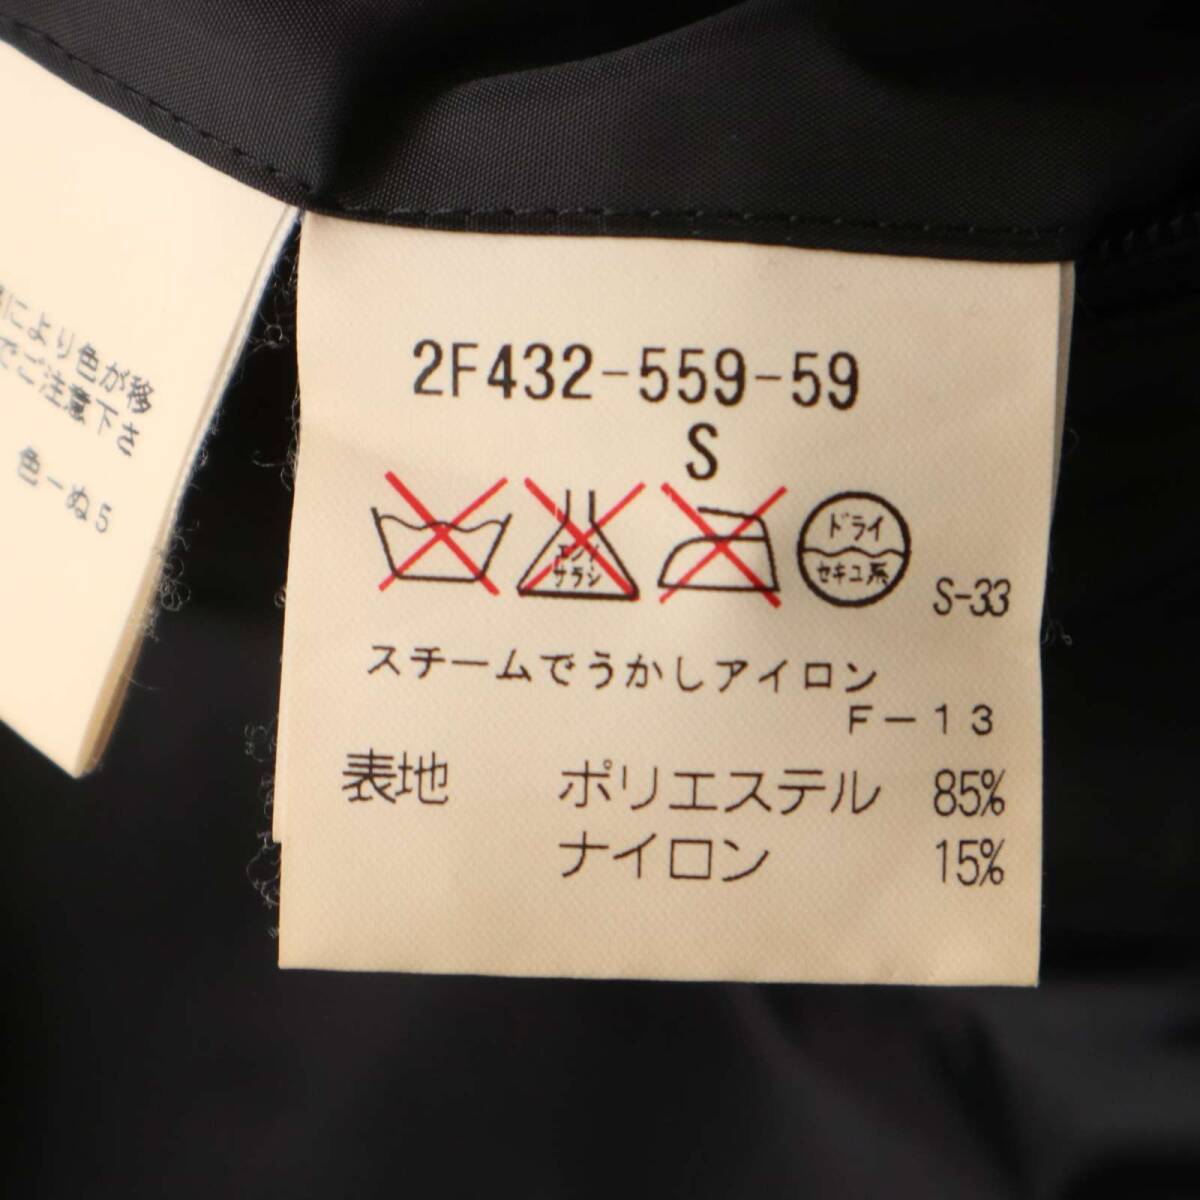 により色が移
でご注意下さ
色ーぬ5
2F432-559-59
S
エンソ
サラシ
ドライ
セキユ系
S-33
スチームでうかしアイロン
F-13
表地 ポリエステル 85%
ナイロン 15%